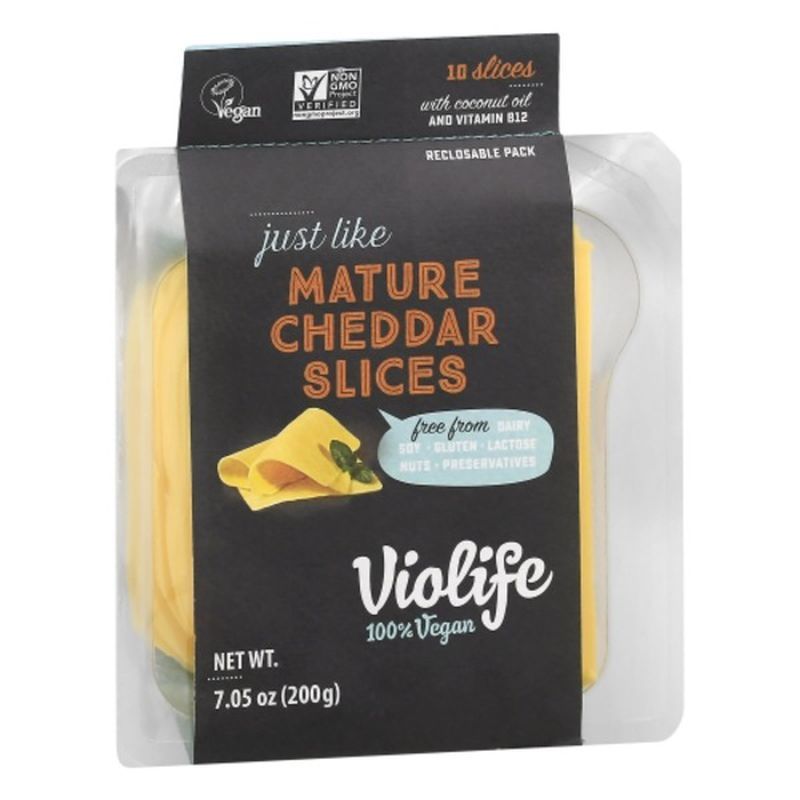 Vegan
NON
GMO
Project
VERIFIED
nongmoproject.org
10 slices
with coconut oil
AND VITAMIN B12
RECLOSABLE PACK
just like
MATURE
CHEDDAR
SLICES
free from DAIRY
SOY · GLUTEN · LACTOSE
NUTS · PRESERVATIVES
Violife
100% Vegan
NET WT.
7.05 oz (200g)